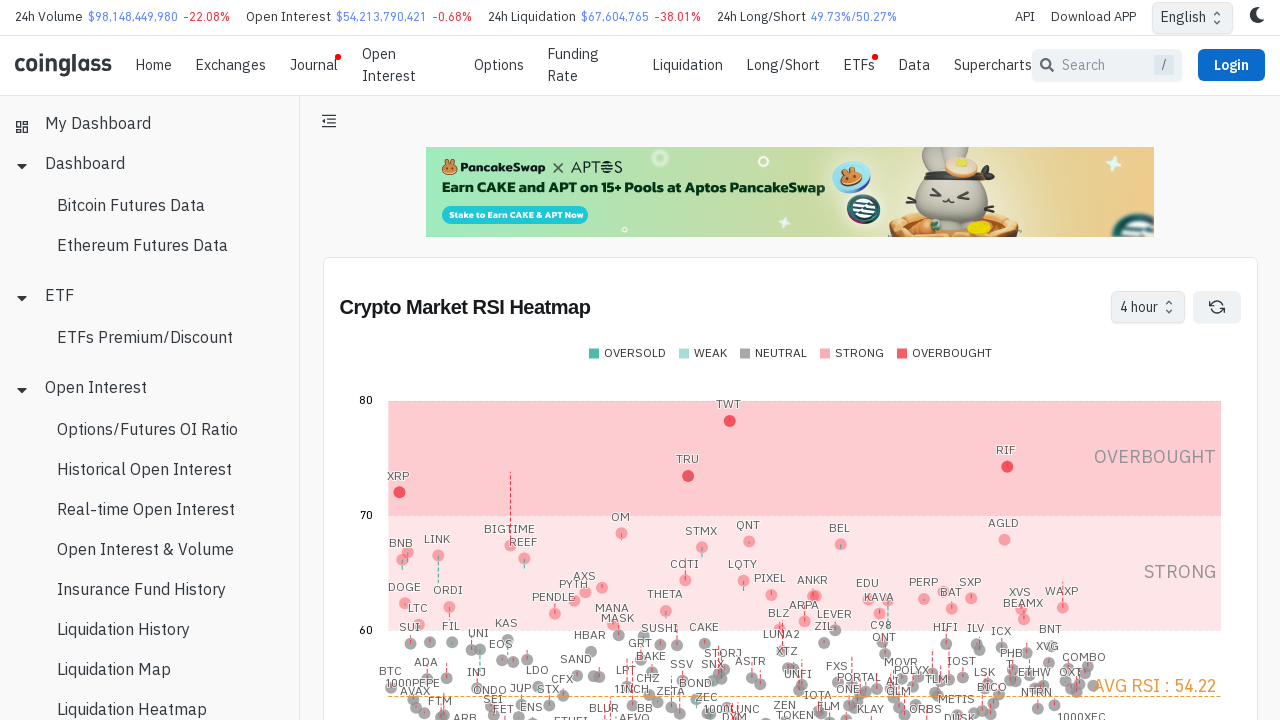 24h Volume $98,148,449,980 -22.08% Open Interest $54,213,790,421 -0.68% 24h Liquidation $67,604,765 -38.01% 24h Long/Short 49.73%/50.27% API Download APP English
coinglass Home Exchanges Journal Open Interest Options Funding Rate Liquidation Long/Short ETFs Data Supercharts Search / Login
My Dashboard
Dashboard
Bitcoin Futures Data
Ethereum Futures Data
ETF
ETFs Premium/Discount
Open Interest
Options/Futures OI Ratio
Historical Open Interest
Real-time Open Interest
Open Interest & Volume
Insurance Fund History
Liquidation History
Liquidation Map
Liquidation Heatmap
PancakeSwap × APTOS
Earn CAKE and APT on 15+ Pools at Aptos PancakeSwap
Stake to Earn CAKE & APT Now
Crypto Market RSI Heatmap
4 hour
OVERSOLD WEAK NEUTRAL STRONG OVERBOUGHT
80
TWT
RIF
TRU
OVERBOUGHT
XRP
70
OM
BIGTIME
STMX
QNT
BEL
AGLD
BNB
LINK
REEF
COTI
LQTY
STRONG
DOGE
ORDI
AXS
PYTH
PENDLE
THETA
PIXEL
ANKR
EDU
KAVA
PERP
SXP
BAT
XVS
WAXP
BEAMX
LTC
FIL
MANA
MASK
BLZ
ARPA
LEVER
60
SUI
UNI
KAS
HBAR
SUSHI
CAKE
LUNA2
ZIL
C98
ONT
HIFI
ILV
ICX
BNT
EOS
GRT
BAKE
STORJ
XTZ
PHB
XVG
COMBO
BTC
ADA
INJ
LDO
SAND
SSV
SNX
ASTR
UNFI
FXS
MOVR
POLYX
IOST
LSK
ETHW
OXT
1000PEPE
CFX
CHZ
BOND
PORTAL
TLM
AVG RSI : 54.22
AVAX
ONDO
JUP
STX
1INCH
ZETA
ONE
GLM
BICO
NTRN
FTM
SEI
ENS
BLUR
BB
ZEC
IOTA
ZEN
FLM
KLAY
METIS
ORBS
ARB
TOKEN
1000XEC